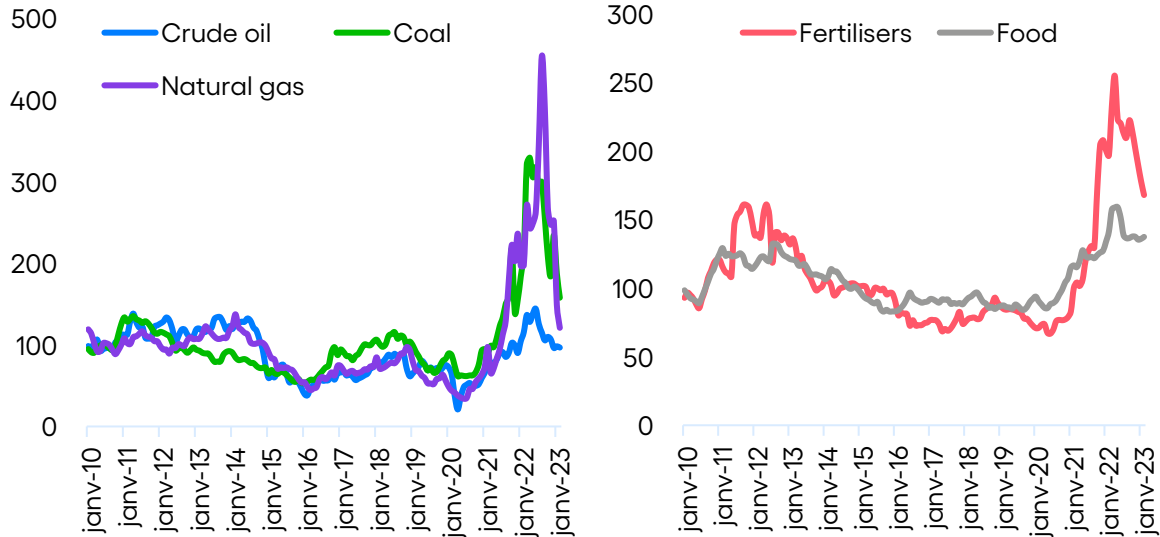 500
400
300
200
100
0
Crude oil
Coal
Natural gas
janv-10
janv-11
janv-12
janv-13
janv-14
janv-15
janv-16
janv-17
janv-18
janv-19
janv-20
janv-21
janv-22
janv-23
300
250
200
150
100
50
0
Fertilisers
Food
janv-10
janv-11
janv-12
janv-13
janv-14
janv-15
janv-16
janv-17
janv-18
janv-19
janv-20
janv-21
janv-22
janv-23